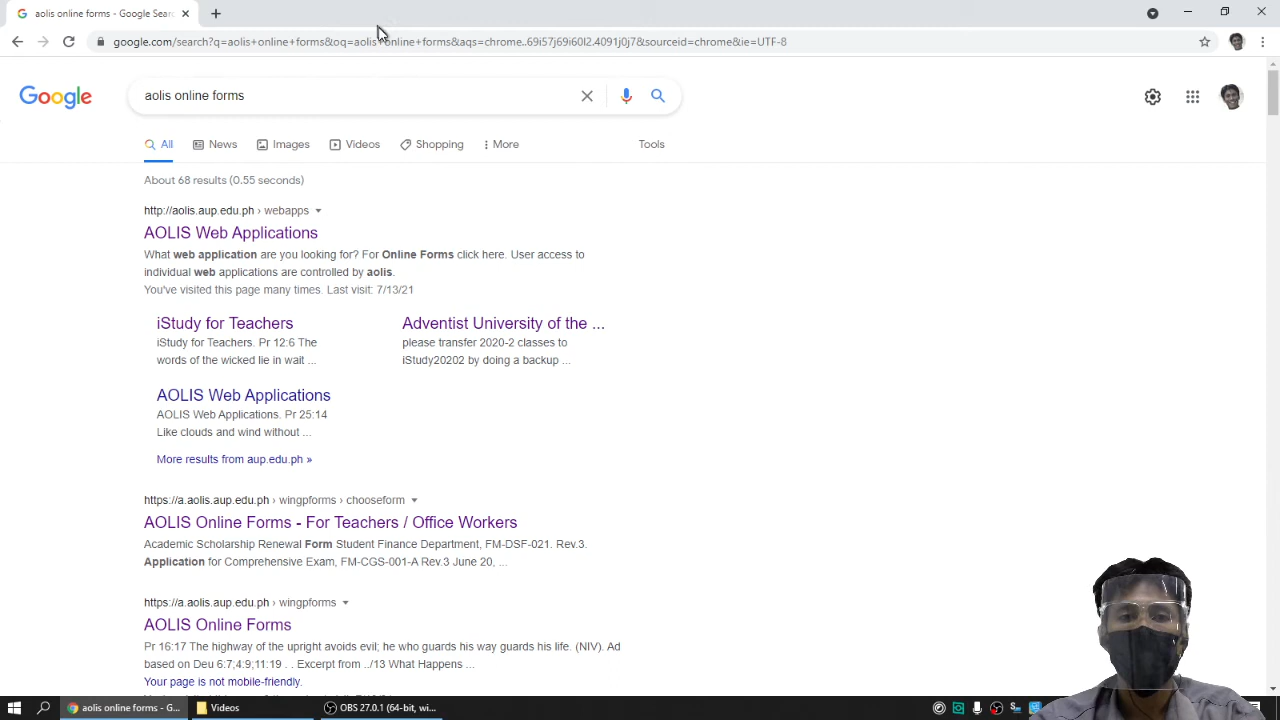 aolis online forms - Google Sear
google.com/search?q=aolis+online+forms&oq=aolis+online+forms&aqs=chrome..69i57j69i60l2.4091j0j7&sourceid=chrome&ie=UTF-8
Google
aolis online forms
All News Images Videos Shopping More Tools
About 68 results (0.55 seconds)
http://aolis.aup.edu.ph › webapps
AOLIS Web Applications
What web application are you looking for? For Online Forms click here. User access to
individual web applications are controlled by aolis.
You've visited this page many times. Last visit: 7/13/21
iStudy for Teachers
iStudy for Teachers. Pr 12:6 The
words of the wicked lie in wait ...
Adventist University of the ...
please transfer 2020-2 classes to
iStudy20202 by doing a backup ...
AOLIS Web Applications
AOLIS Web Applications. Pr 25:14
Like clouds and wind without ...
More results from aup.edu.ph »
https://a.aolis.aup.edu.ph › wingpforms › chooseform
AOLIS Online Forms - For Teachers / Office Workers
Academic Scholarship Renewal Form Student Finance Department, FM-DSF-021. Rev.3.
Application for Comprehensive Exam, FM-CGS-001-A Rev.3 June 20, ...
https://a.aolis.aup.edu.ph › wingpforms
AOLIS Online Forms
Pr 16:17 The highway of the upright avoids evil; he who guards his way guards his life. (NIV). Ad
based on Deu 6:7;4:9;11:19 . . Excerpt from ../13 What Happens ...
Your page is not mobile-friendly.
aolis online forms - G... Videos OBS 27.0.1 (64-bit, wi...